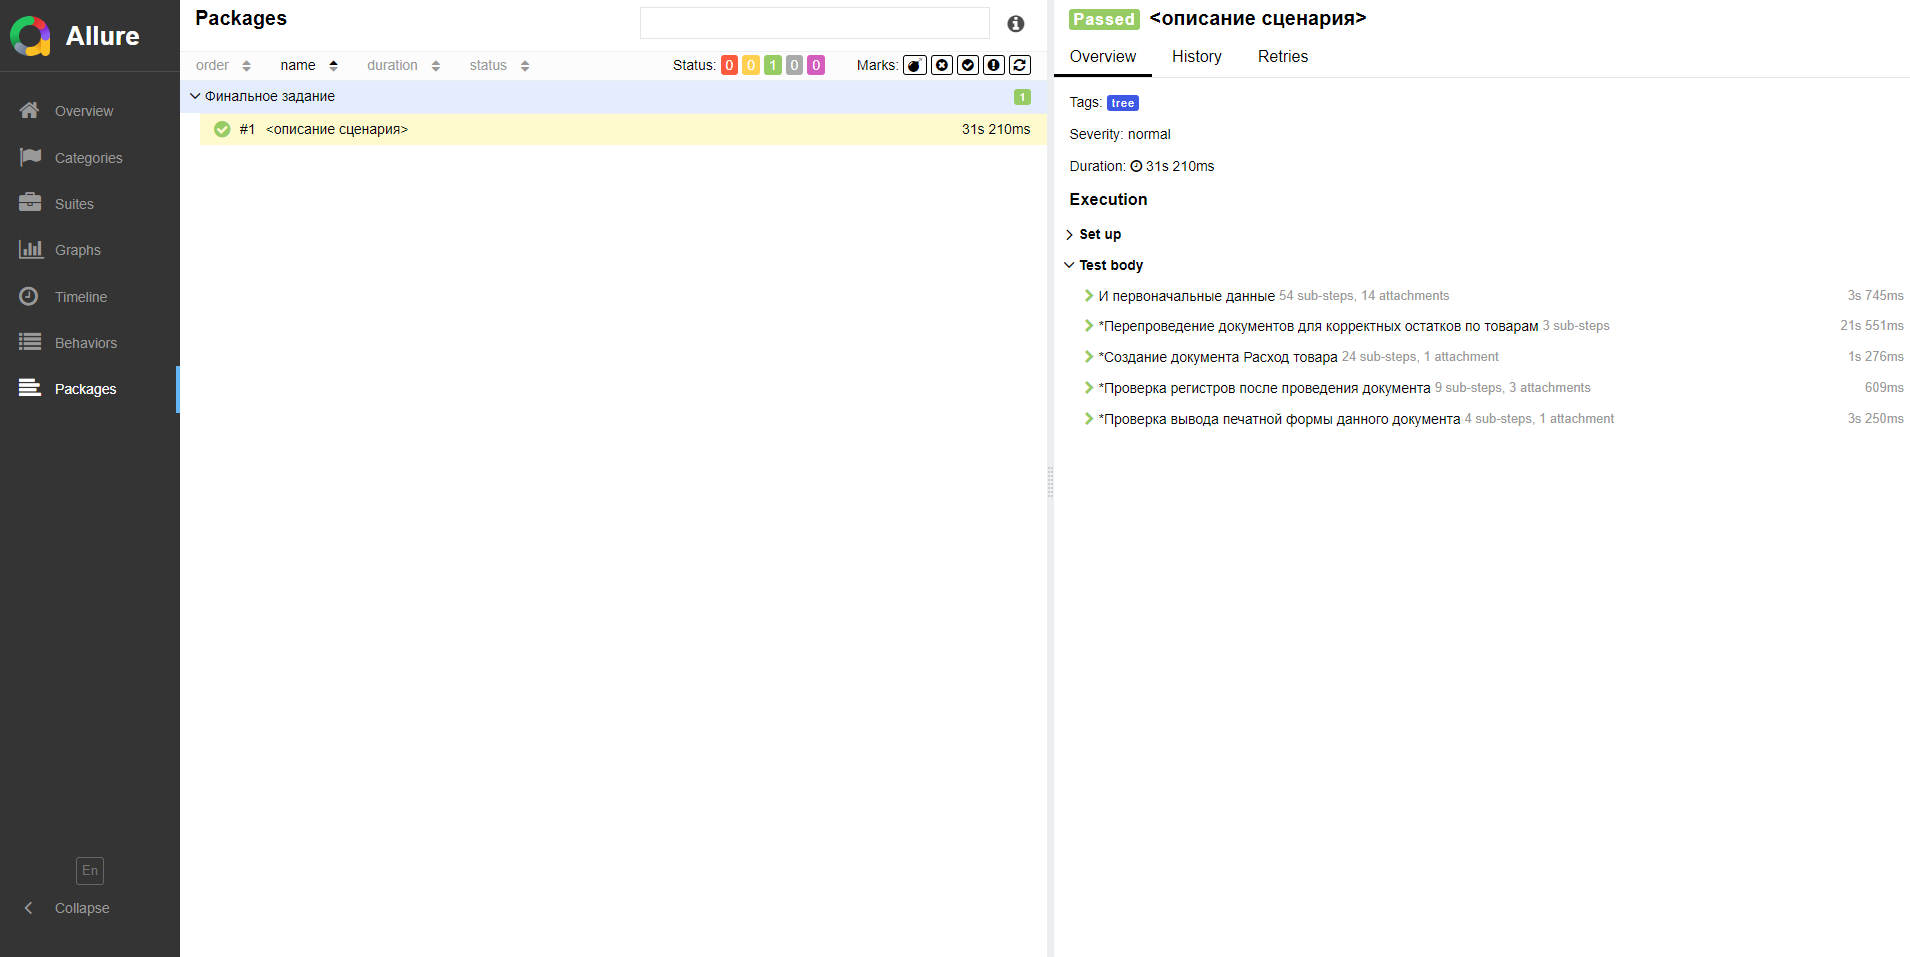 Allure
Overview
Categories
Suites
Graphs
Timeline
Behaviors
Packages
En
Collapse
Packages
order name duration status Status: 0 0 1 0 0 Marks:
Финальное задание 1
#1 <описание сценария> 31s 210ms
Passed <описание сценария>
Overview History Retries
Tags: tree
Severity: normal
Duration: 31s 210ms
Execution
Set up
Test body
И первоначальные данные 54 sub-steps, 14 attachments 3s 745ms
*Перепроведение документов для корректных остатков по товарам 3 sub-steps 21s 551ms
*Создание документа Расход товара 24 sub-steps, 1 attachment 1s 276ms
*Проверка регистров после проведения документа 9 sub-steps, 3 attachments 609ms
*Проверка вывода печатной формы данного документа 4 sub-steps, 1 attachment 3s 250ms